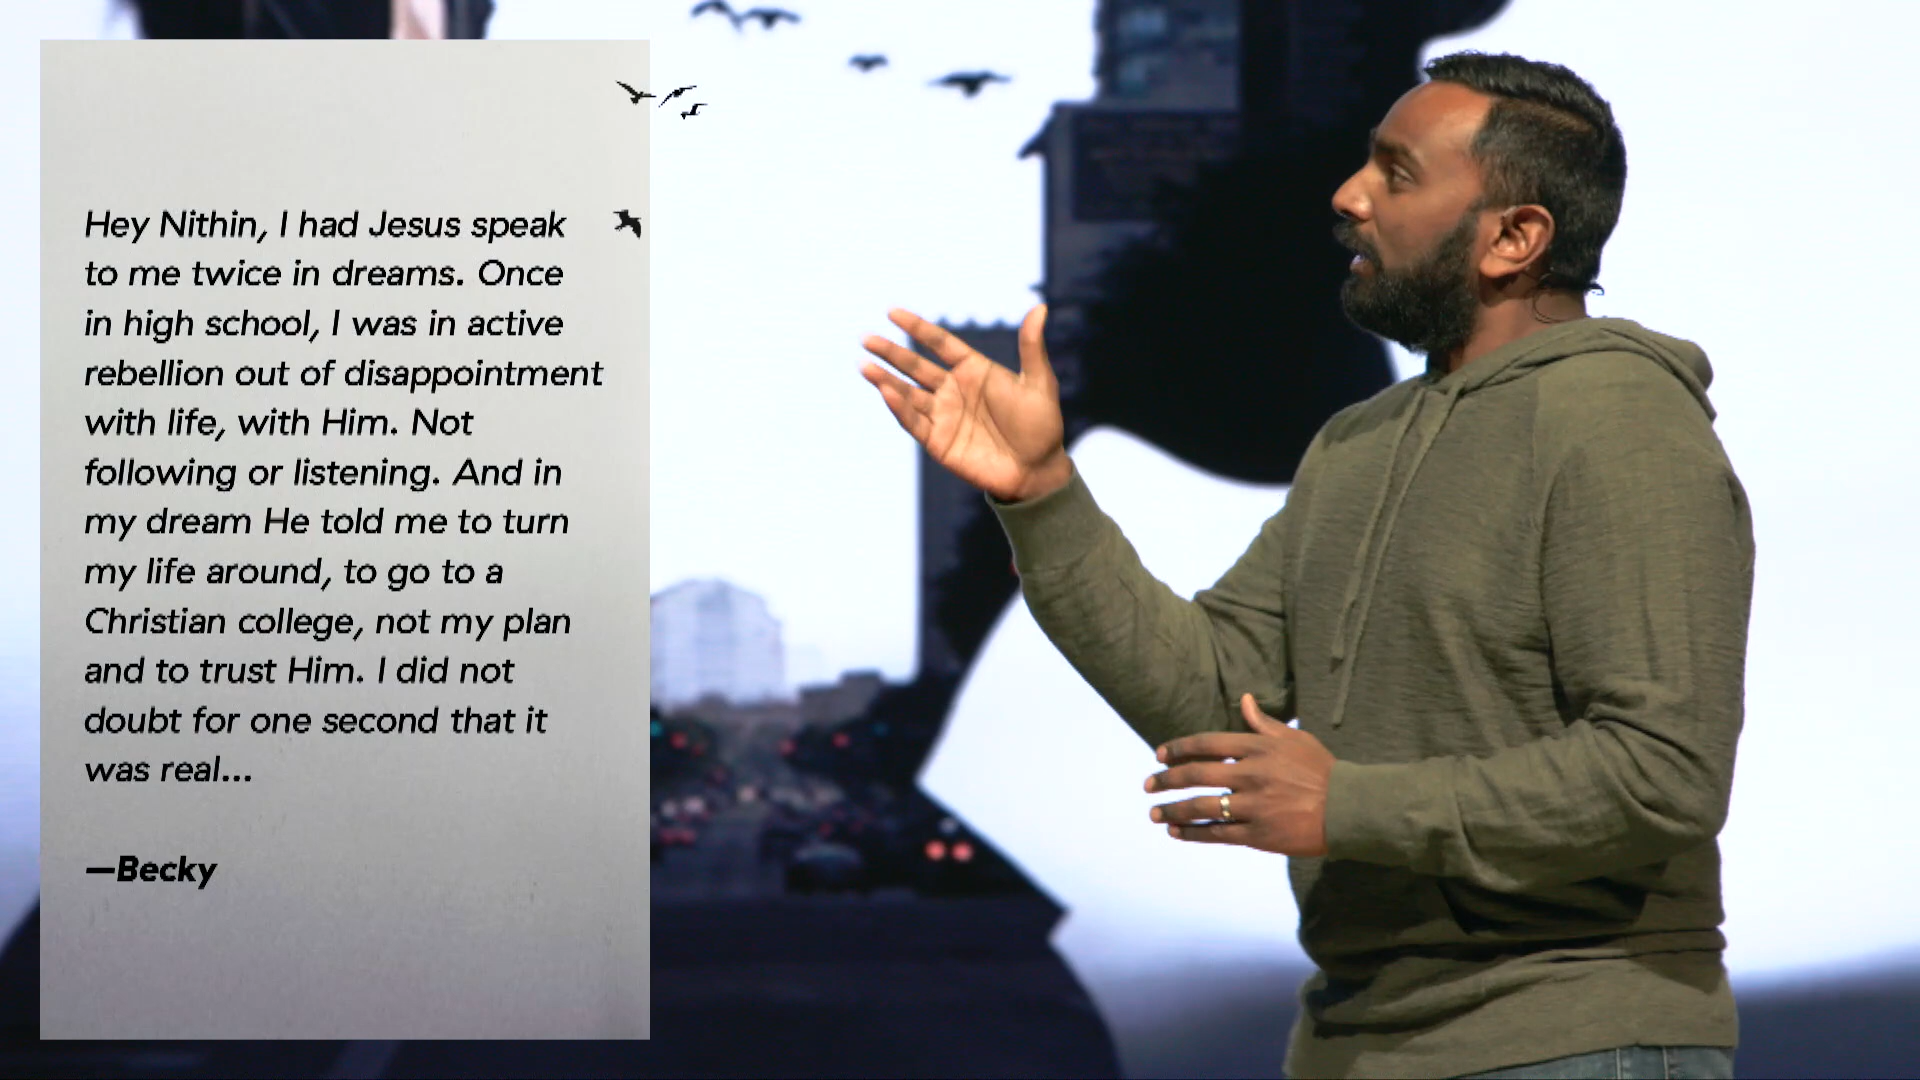 Hey Nithin, I had Jesus speak
to me twice in dreams. Once
in high school, I was in active
rebellion out of disappointment
with life, with Him. Not
following or listening. And in
my dream He told me to turn
my life around, to go to a
Christian college, not my plan
and to trust Him. I did not
doubt for one second that it
was real...
—Becky